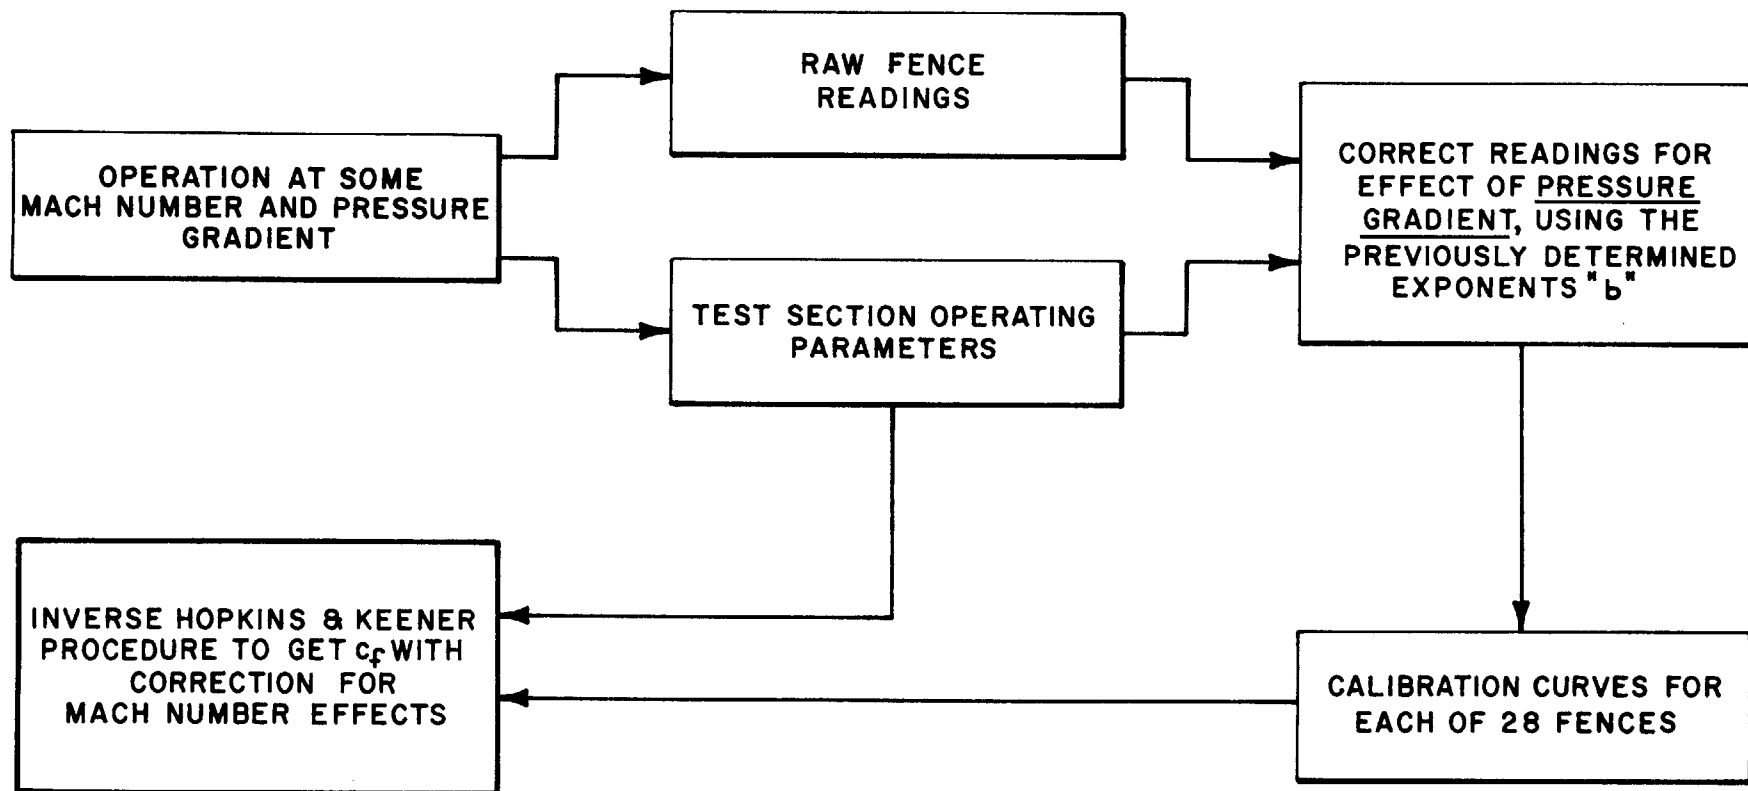 RAW FENCE
READINGS
OPERATION AT SOME
MACH NUMBER AND PRESSURE
GRADIENT
CORRECT READINGS FOR
EFFECT OF PRESSURE
GRADIENT, USING THE
PREVIOUSLY DETERMINED
EXPONENTS "b"
TEST SECTION OPERATING
PARAMETERS
INVERSE HOPKINS & KEENER
PROCEDURE TO GET cf WITH
CORRECTION FOR
MACH NUMBER EFFECTS
CALIBRATION CURVES FOR
EACH OF 28 FENCES